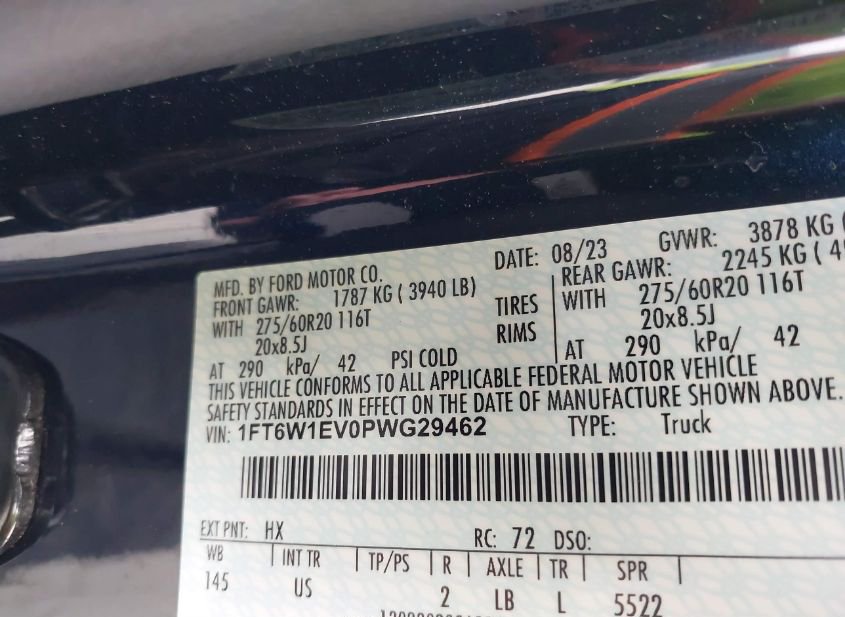 MFD. BY FORD MOTOR CO. DATE: 08/23 GVWR: 3878 KG (
FRONT GAWR: 1787 KG ( 3940 LB) REAR GAWR: 2245 KG ( 4
WITH 275/60R20 116T TIRES WITH 275/60R20 116T
20x8.5J RIMS 20x8.5J
AT 290 kPa/ 42 PSI COLD AT 290 kPa/ 42
THIS VEHICLE CONFORMS TO ALL APPLICABLE FEDERAL MOTOR VEHICLE
SAFETY STANDARDS IN EFFECT ON THE DATE OF MANUFACTURE SHOWN ABOVE.
VIN: 1FT6W1EV0PWG29462 TYPE: Truck
EXT PNT: HX RC: 72 DSO:
WB INT TR TP/PS R AXLE TR SPR
145 US 2 LB L 5522